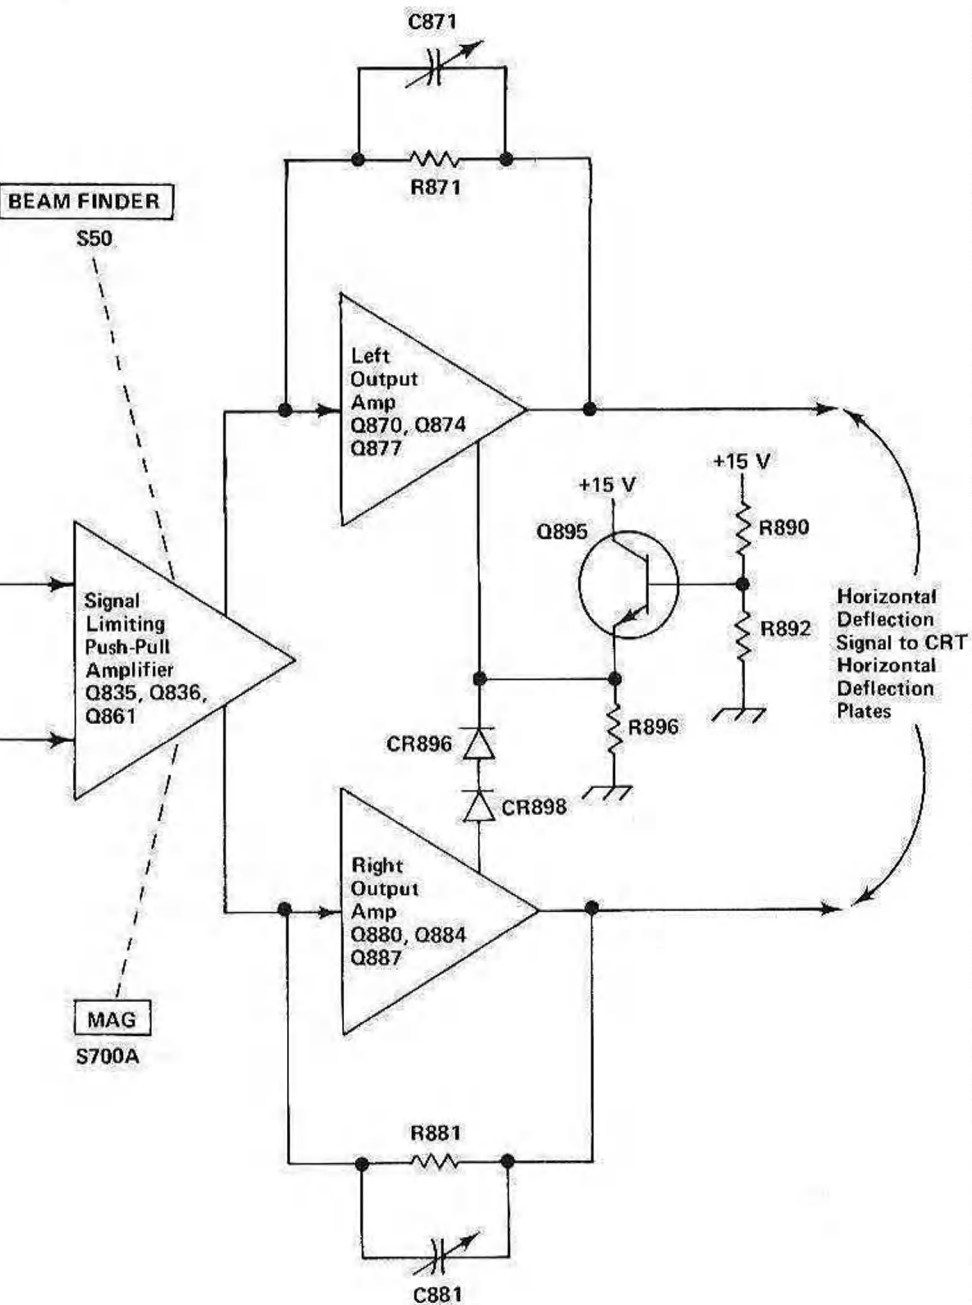 C871
R871
BEAM FINDER
S50
Left
Output
Amp
Q870, Q874
Q877
+15 V
+15 V
Q895
R890
R892
Signal
Limiting
Push-Pull
Amplifier
Q835, Q836,
Q861
Horizontal
Deflection
Signal to CRT
Horizontal
Deflection
Plates
CR896
R896
CR898
Right
Output
Amp
Q880, Q884
Q887
MAG
S700A
R881
C881